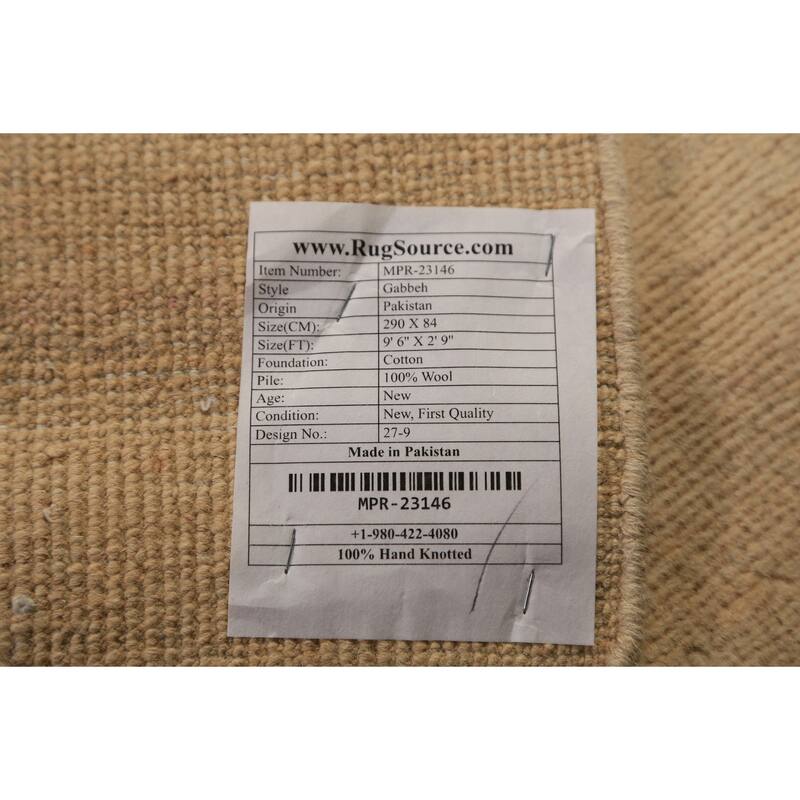 www.RugSource.com
Item Number: MPR-23146
Style Gabbeh
Origin Pakistan
Size(CM): 290 X 84
Size(FT): 9' 6" X 2' 9"
Foundation: Cotton
Pile: 100% Wool
Age: New
Condition: New, First Quality
Design No.: 27-9
Made in Pakistan
MPR-23146
+1-980-422-4080
100% Hand Knotted